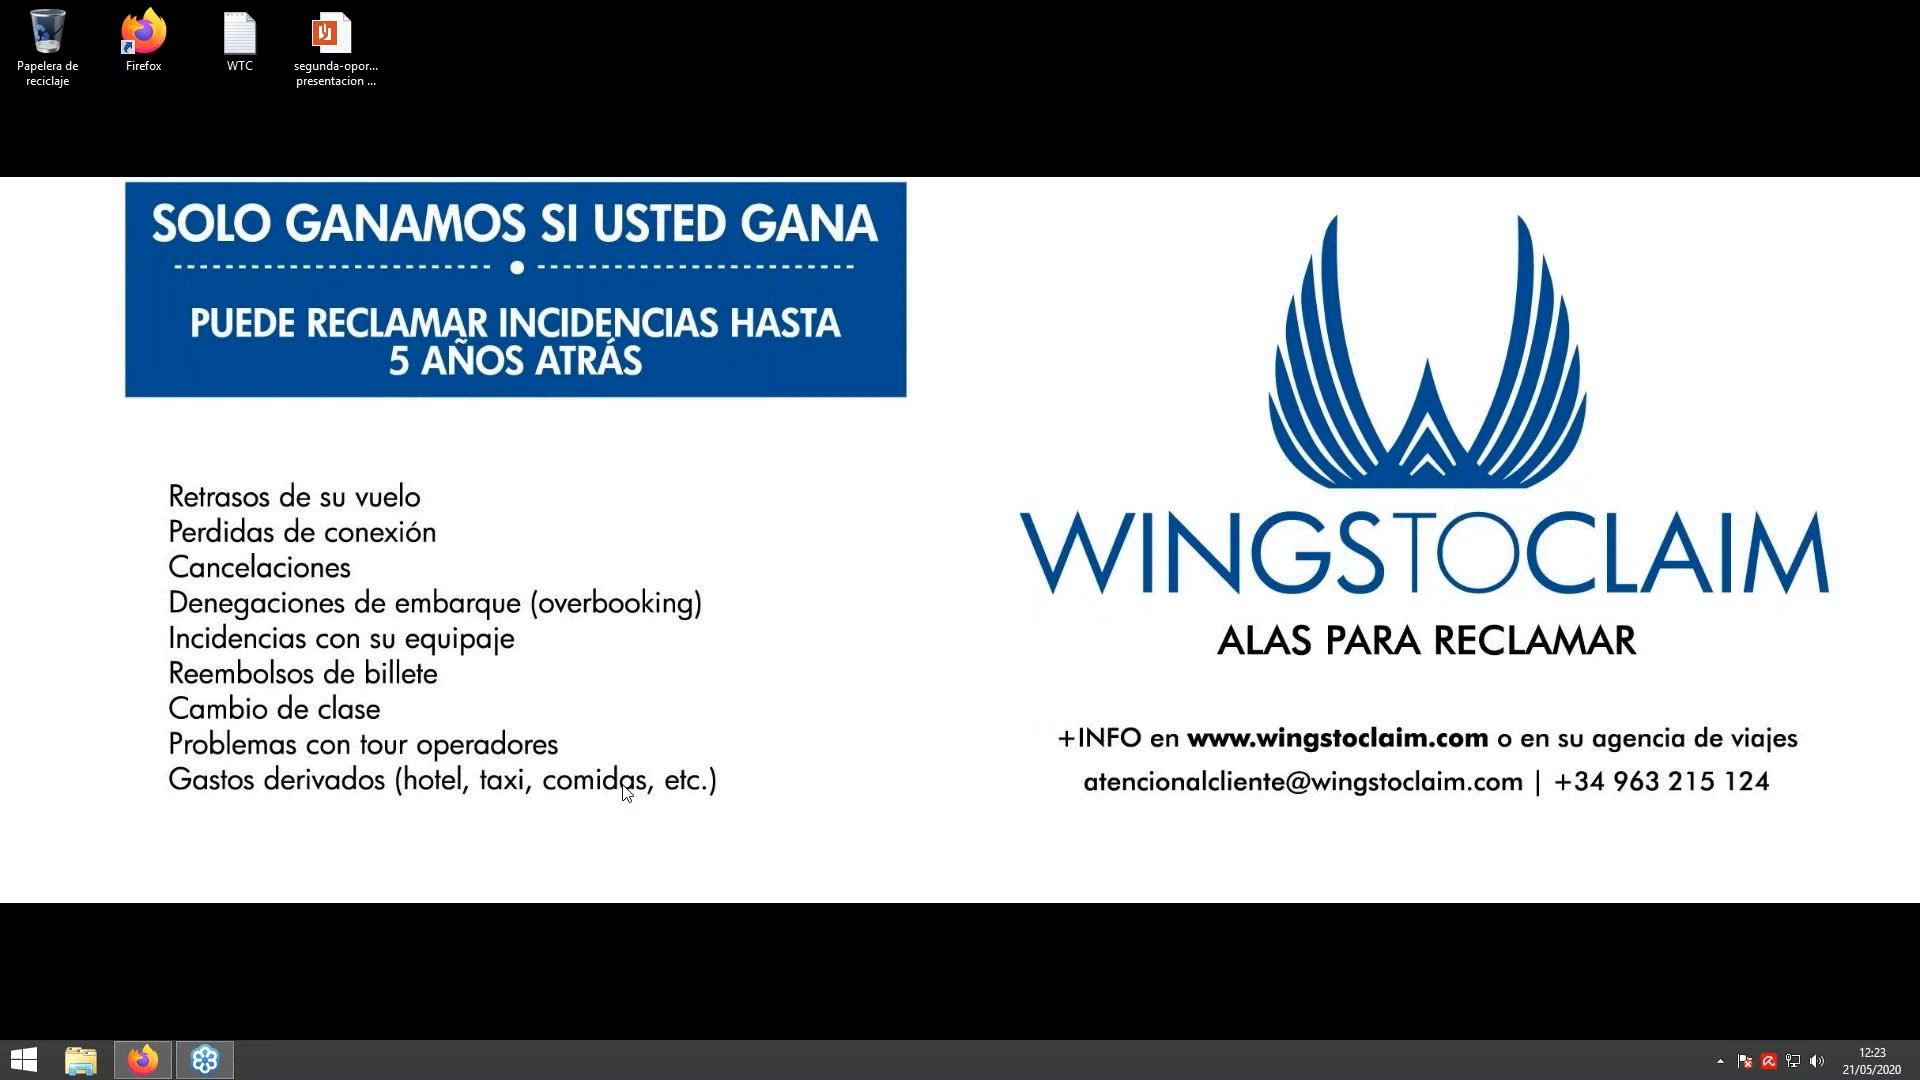 Papelera de
reciclaje
Firefox
WTC
segunda-opor...
presentacion ...
SOLO GANAMOS SI USTED GANA
PUEDE RECLAMAR INCIDENCIAS HASTA
5 AÑOS ATRÁS
Retrasos de su vuelo
Perdidas de conexión
Cancelaciones
Denegaciones de embarque (overbooking)
Incidencias con su equipaje
Reembolsos de billete
Cambio de clase
Problemas con tour operadores
Gastos derivados (hotel, taxi, comidas, etc.)
WINGSTOCLAIM
ALAS PARA RECLAMAR
+INFO en www.wingstoclaim.com o en su agencia de viajes
atencionalcliente@wingstoclaim.com | +34 963 215 124
12:23
21/05/2020